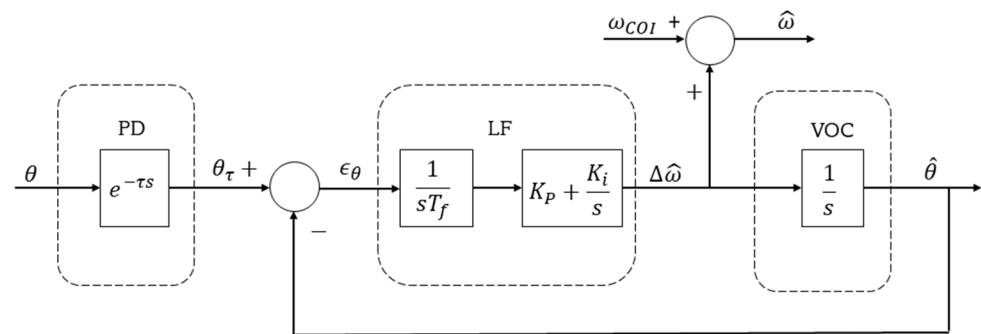 ω_COI + ω̂
+
PD LF VOC
θ e^{-τs} θ_τ + ϵ_θ 1/(sT_f) K_P + K_i/s Δω̂ 1/s θ̂
−